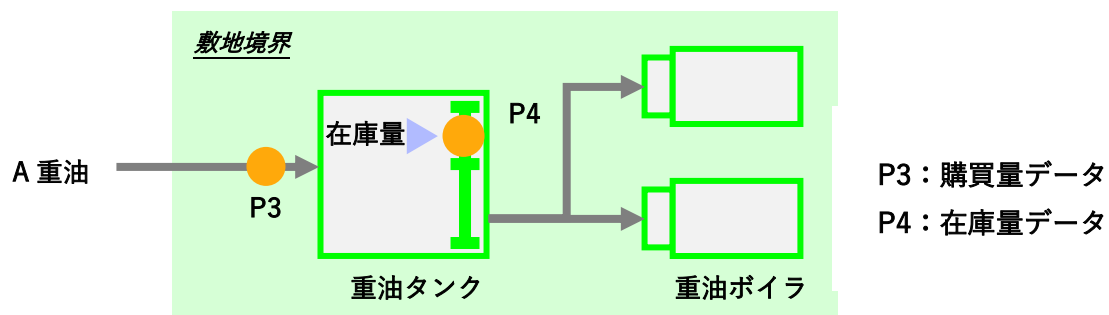 敷地境界
在庫量
P4
A 重油
P3
重油タンク
重油ボイラ
P3：購買量データ
P4：在庫量データ